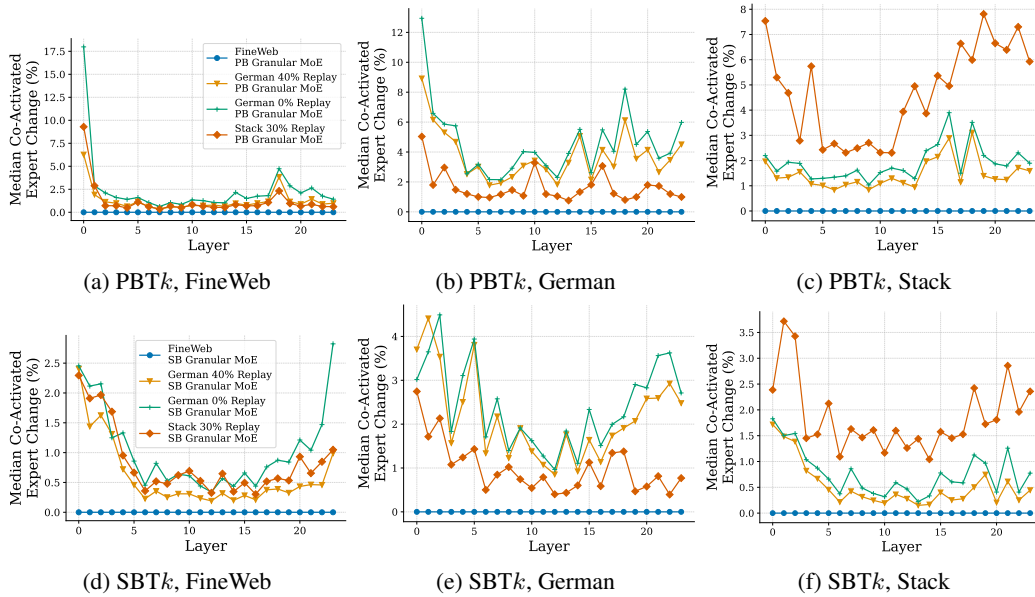 Median Co-Activated
Expert Change (%)
17.5
15.0
12.5
10.0
7.5
5.0
2.5
0.0
0
5
10
15
20
Layer
FineWeb
PB Granular MoE
German 40% Replay
PB Granular MoE
German 0% Replay
PB Granular MoE
Stack 30% Replay
PB Granular MoE
(a) PBTk, FineWeb
Median Co-Activated
Expert Change (%)
12
10
8
6
4
2
0
0
5
10
15
20
Layer
(b) PBTk, German
Median Co-Activated
Expert Change (%)
8
7
6
5
4
3
2
1
0
0
5
10
15
20
Layer
(c) PBTk, Stack
Median Co-Activated
Expert Change (%)
2.5
2.0
1.5
1.0
0.5
0.0
0
5
10
15
20
Layer
FineWeb
SB Granular MoE
German 40% Replay
SB Granular MoE
German 0% Replay
SB Granular MoE
Stack 30% Replay
SB Granular MoE
(d) SBTk, FineWeb
Median Co-Activated
Expert Change (%)
4
3
2
1
0
0
5
10
15
20
Layer
(e) SBTk, German
Median Co-Activated
Expert Change (%)
3.5
3.0
2.5
2.0
1.5
1.0
0.5
0.0
0
5
10
15
20
Layer
(f) SBTk, Stack